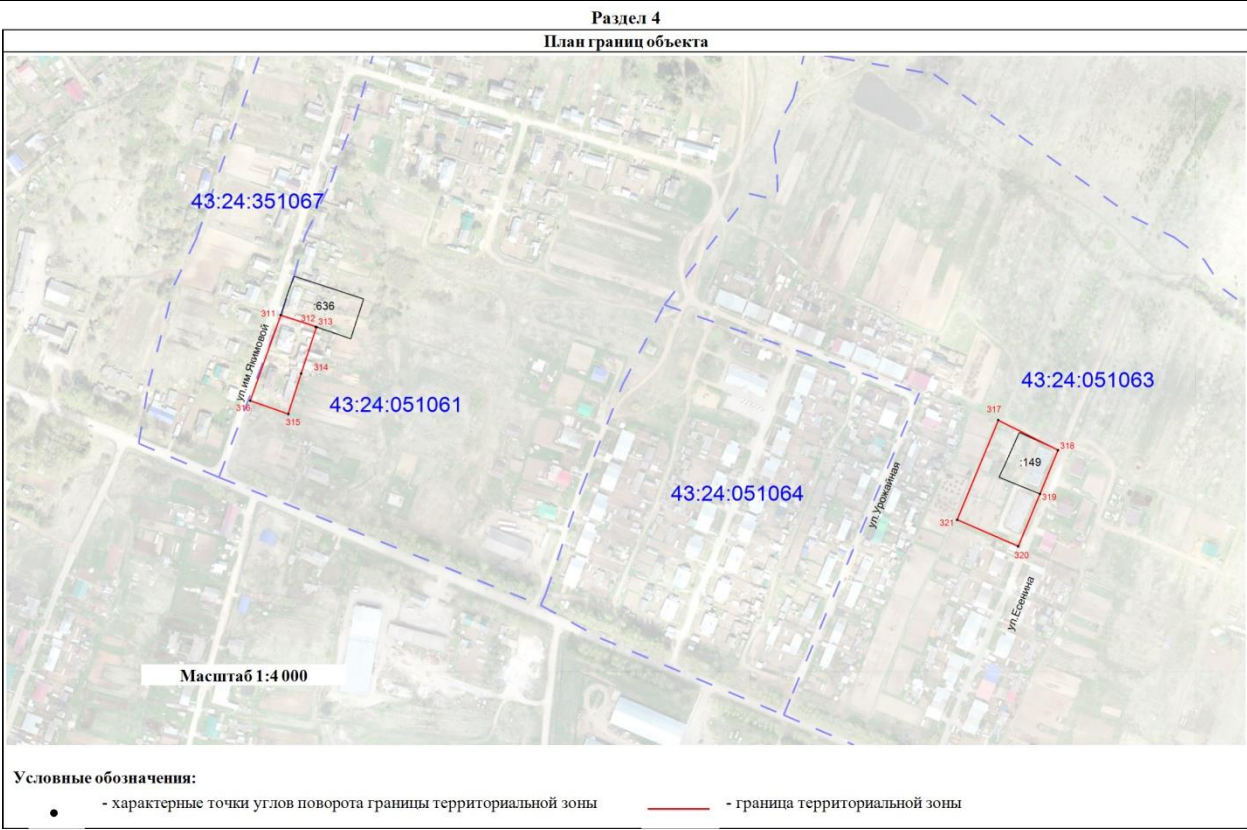 Раздел 4
План границ объекта
43:24:351067
:636
311
312
313
ул.им.Якимовой
314
316
315
43:24:051061
43:24:051063
317
318
:149
319
321
320
43:24:051064
ул.Урожайная
ул.Есенина
Масштаб 1:4 000
Условные обозначения:
- характерные точки углов поворота границы территориальной зоны
- граница территориальной зоны